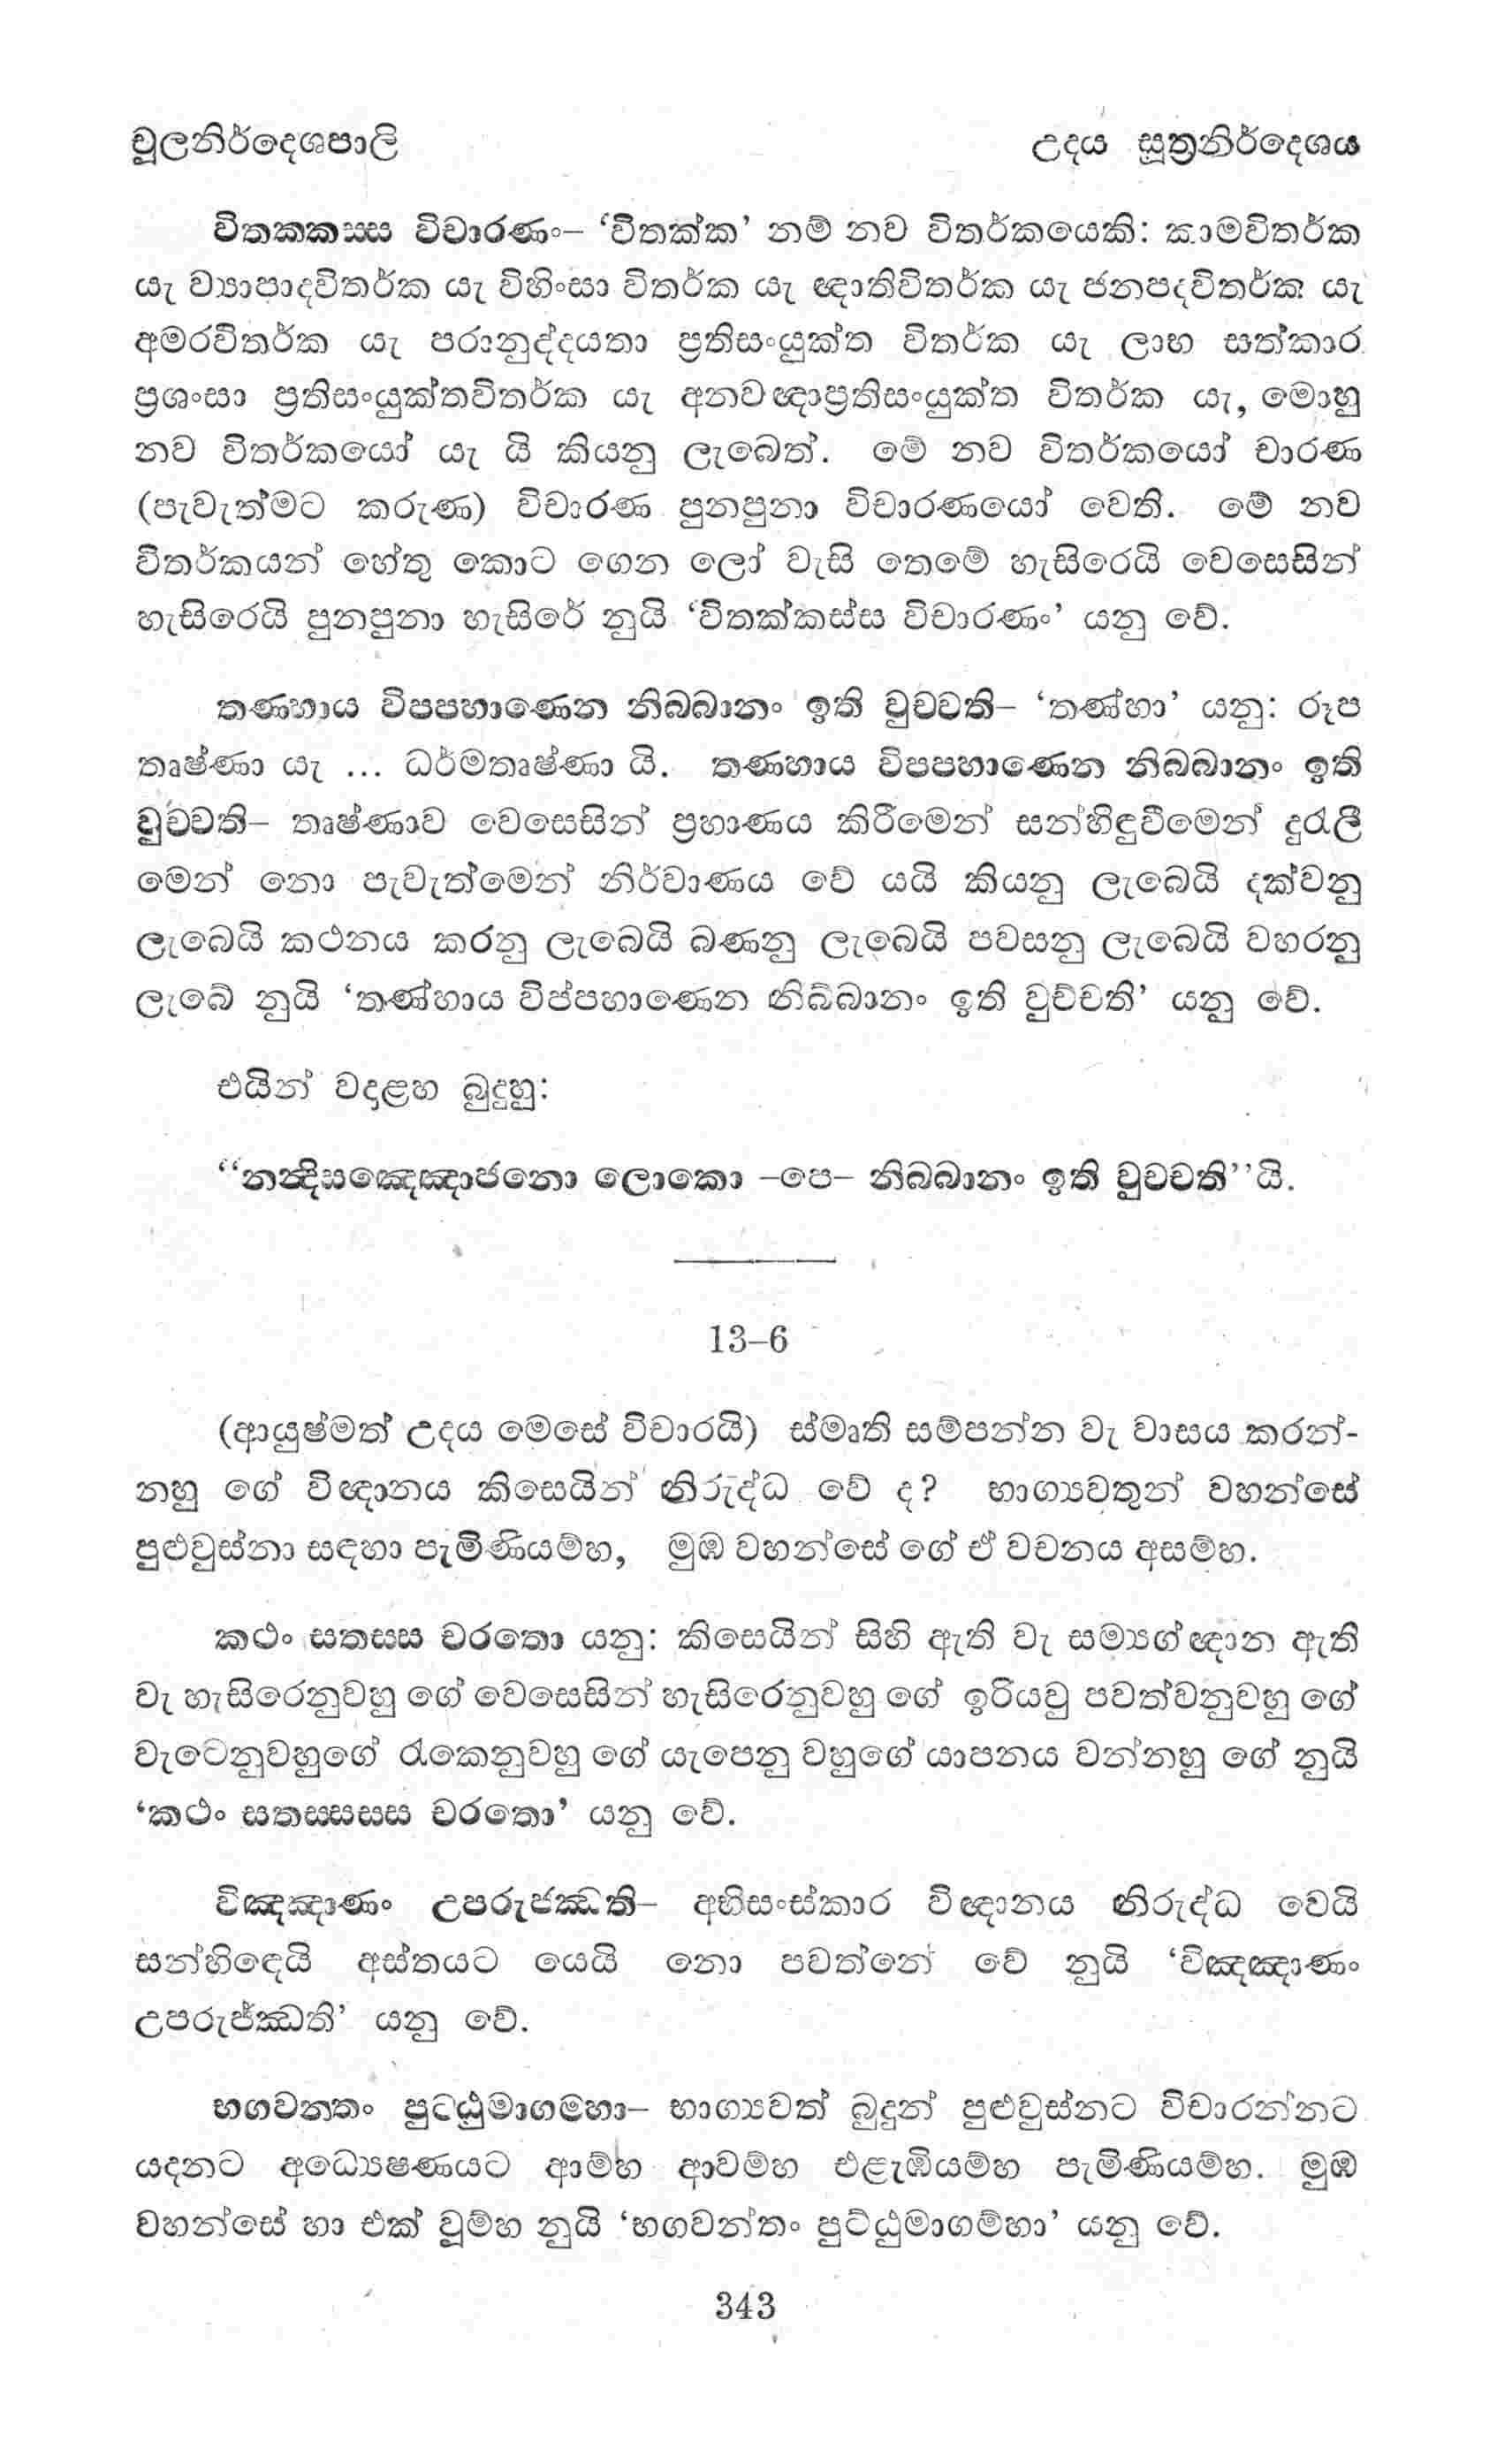 චූලනිර්දෙශපාලි උදය සූත්‍රනිර්දෙශය
විතක‍්ක‍ස‍්ස විචාරණං– ‘විතක්ක’ නම් නව විතර්කයෙකි: කාමවිතර්ක
යැ ව්‍යාපාදවිතර්ක යැ විහිංසා විතර්ක යැ ඥාතිවිතර්ක යැ ජනපදවිතර්ක යැ
අමරවිතර්ක යැ පරානුද්දයතා ප්‍රතිසංයුක්ත විතර්ක යැ ලාභ සත්කාර
ප්‍රශංසා ප්‍රතිසංයුක්තවිතර්ක යැ අනවඥාප්‍රතිසංයුක්ත විතර්ක යැ, මොහු
නව විතර්කයෝ යැ යි කියනු ලැබෙත්. මේ නව විතර්කයෝ චාරණ
(පැවැත්මට කරුණ) විචාරණ පුනපුනා විචාරණයෝ වෙති. මේ නව
විතර්කයන් හේතු කොට ගෙන ලෝ වැසි තෙමේ හැසිරෙයි වෙසෙසින්
හැසිරෙයි පුනපුනා හැසිරේ නුයි ‘විතක්කස්ස විචාරණං’ යනු වේ.
තණ‍්හාය විප‍්පහාණෙන නිබ‍්බානං ඉති වුච‍්චති– ‘තණ්හා’ යනු: රූප
තෘෂ්ණා යැ ... ධර්මතෘෂ්ණා යි. තණ‍්හාය විප‍්පහාණෙන නිබ‍්බානං ඉති
වුච‍්චති– තෘෂ්ණාව වෙසෙසින් ප්‍රහාණය කිරීමෙන් සන්හිඳුවීමෙන් දුරැලී
මෙන් නො පැවැත්මෙන් නිර්වාණය වේ යයි කියනු ලැබෙයි දක්වනු
ලැබෙයි කථනය කරනු ලැබෙයි බණනු ලැබෙයි පවසනු ලැබෙයි වහරනු
ලැබේ නුයි ‘තණ්හාය විප්පහාණෙන නිබ්බානං ඉති වුච්චති’ යනු වේ.
එයින් වදාළහ බුදුහු:
“නන්‍දිසඤ‍්ඤොජනො ලොකො –පෙ– නිබ‍්බානං ඉති වුච‍්චති”යි.
13–6
(ආයුෂ්මත් උදය මෙසේ විචාරයි) ස්මෘති සම්පන්න වැ වාසය කරන්-
නහු ගේ විඥානය කිසෙයින් නිරුද්ධ වේ ද? භාග්‍යවතුන් වහන්සේ
පුළුවුස්නා සඳහා පැමිණියම්හ, මුඹ වහන්සේ ගේ ඒ වචනය අසම්හ.
කථං සතස‍්ස චරතො යනු: කිසෙයින් සිහි ඇති වැ සම්‍යග්ඥාන ඇති
වැ හැසිරෙනුවහු ගේ වෙසෙසින් හැසිරෙනුවහු ගේ ඉරියවු පවත්වනුවහු ගේ
වැටෙනුවහුගේ රැකෙනුවහු ගේ යැපෙනු වහුගේ යාපනය වන්නහු ගේ නුයි
‘කථං සතස‍්සස‍ස චරතො’ යනු වේ.
විඤ‍්ඤාණං උපරුජ‍්ඣති– අභිසංස්කාර විඥානය නිරුද්ධ වෙයි
සන්හිඳෙයි අස්තයට යෙයි නො පවත්නේ වේ නුයි ‘විඤ‍්ඤාණං
උපරුජ්ඣති’ යනු වේ.
භගවන‍්තං පුට‍්ඨුමාගම‍්හා– භාග්‍යවත් බුදුන් පුළුවුස්නට විචාරන්නට
යදනට අධ්‍යෙෂණයට ආම්හ ආවම්හ එළැඹියම්හ පැමිණියම්හ. මුඹ
වහන්සේ හා එක් වූම්හ නුයි ‘භගවන්තං පුට්ඨුමාගම්හා’ යනු වේ.
343